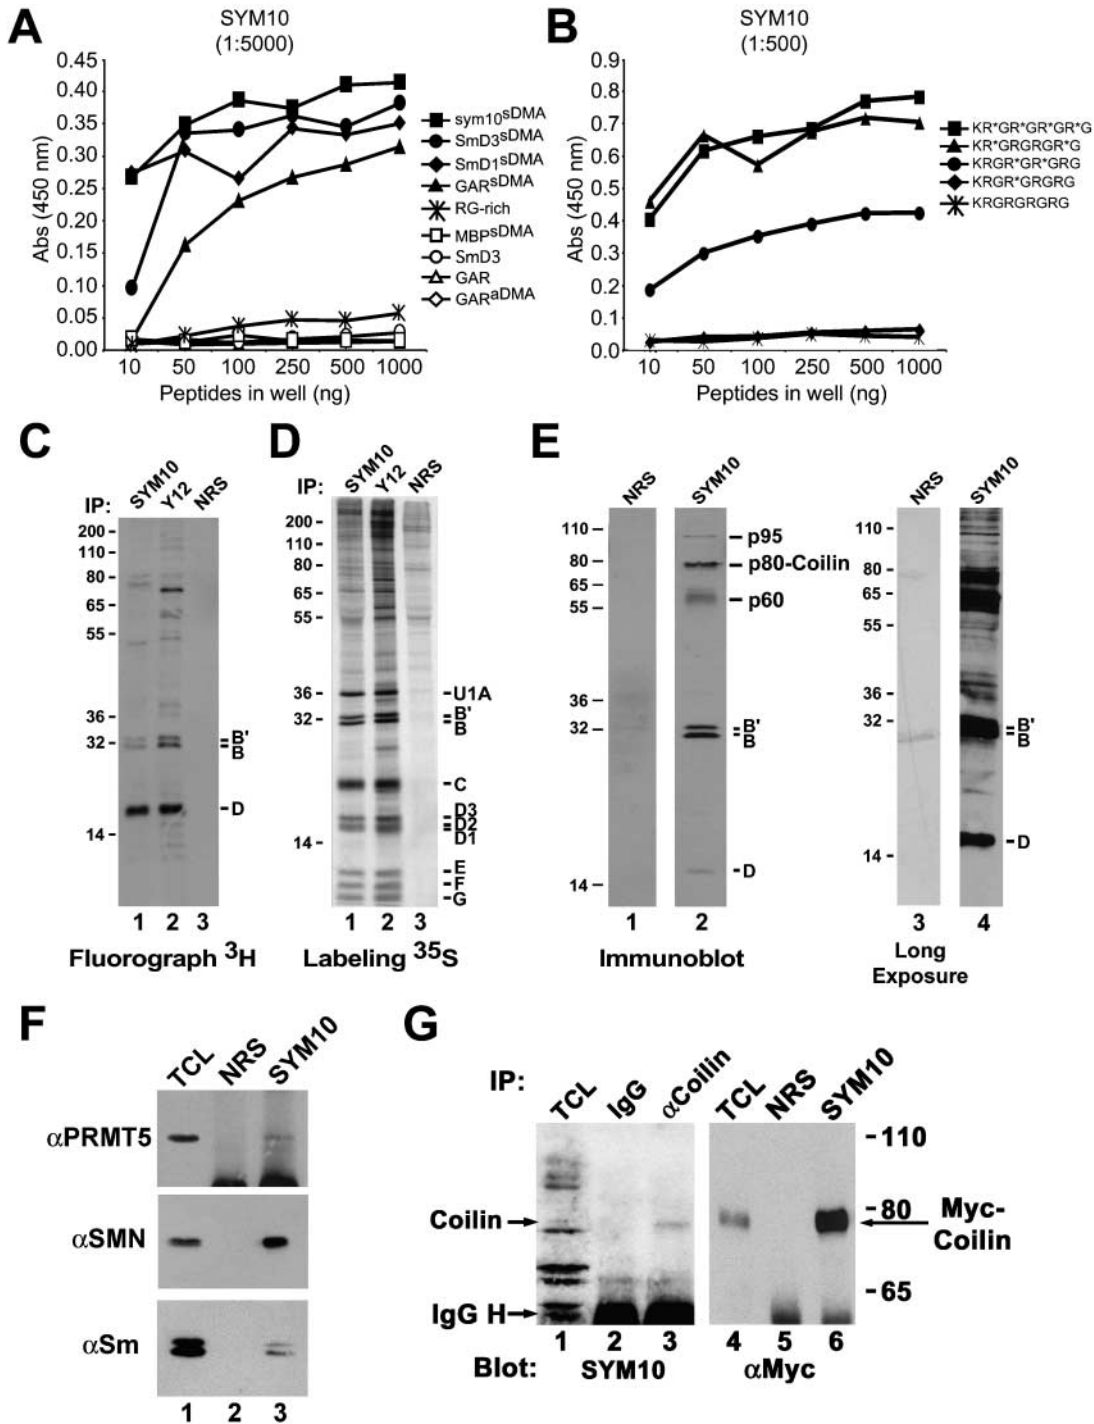 A
SYM10
(1:5000)
0.45
0.40
0.35
0.30
0.25
0.20
0.15
0.10
0.05
0.00
Abs (450 nm)
10 50 100 250 500 1000
Peptides in well (ng)
sym10sDMA
SmD3sDMA
SmD1sDMA
GARsDMA
RG-rich
MBPsDMA
SmD3
GAR
GARaDMA
B
SYM10
(1:500)
0.9
0.8
0.7
0.6
0.5
0.4
0.3
0.2
0.1
0.0
Abs (450 nm)
10 50 100 250 500 1000
Peptides in well (ng)
KR*GR*GR*GR*G
KR*GRGRGR*G
KRGR*GR*GRG
KRGR*GRGRG
KRGRGRGRG
C
IP: SYM10 Y12 NRS
200
110
80
65
55
36
32
14
B'
B
D
1 2 3
Fluorograph 3H
D
IP: SYM10 Y12 NRS
200
110
80
65
55
36
32
14
U1A
B'
B
C
D3
D2
D1
E
F
G
1 2 3
Labeling 35S
E
NRS SYM10
110
80
65
55
36
32
14
p95
p80-Coilin
p60
B'
B
D
1 2
Immunoblot
NRS SYM10
110
80
65
55
36
32
14
B'
B
D
3 4
Long
Exposure
F
TCL NRS SYM10
αPRMT5
αSMN
αSm
1 2 3
G
IP: TCL IgG αCoilin TCL NRS SYM10
110
80
65
Coilin
Myc-
Coilin
IgG H
1 2 3 4 5 6
Blot: SYM10 αMyc